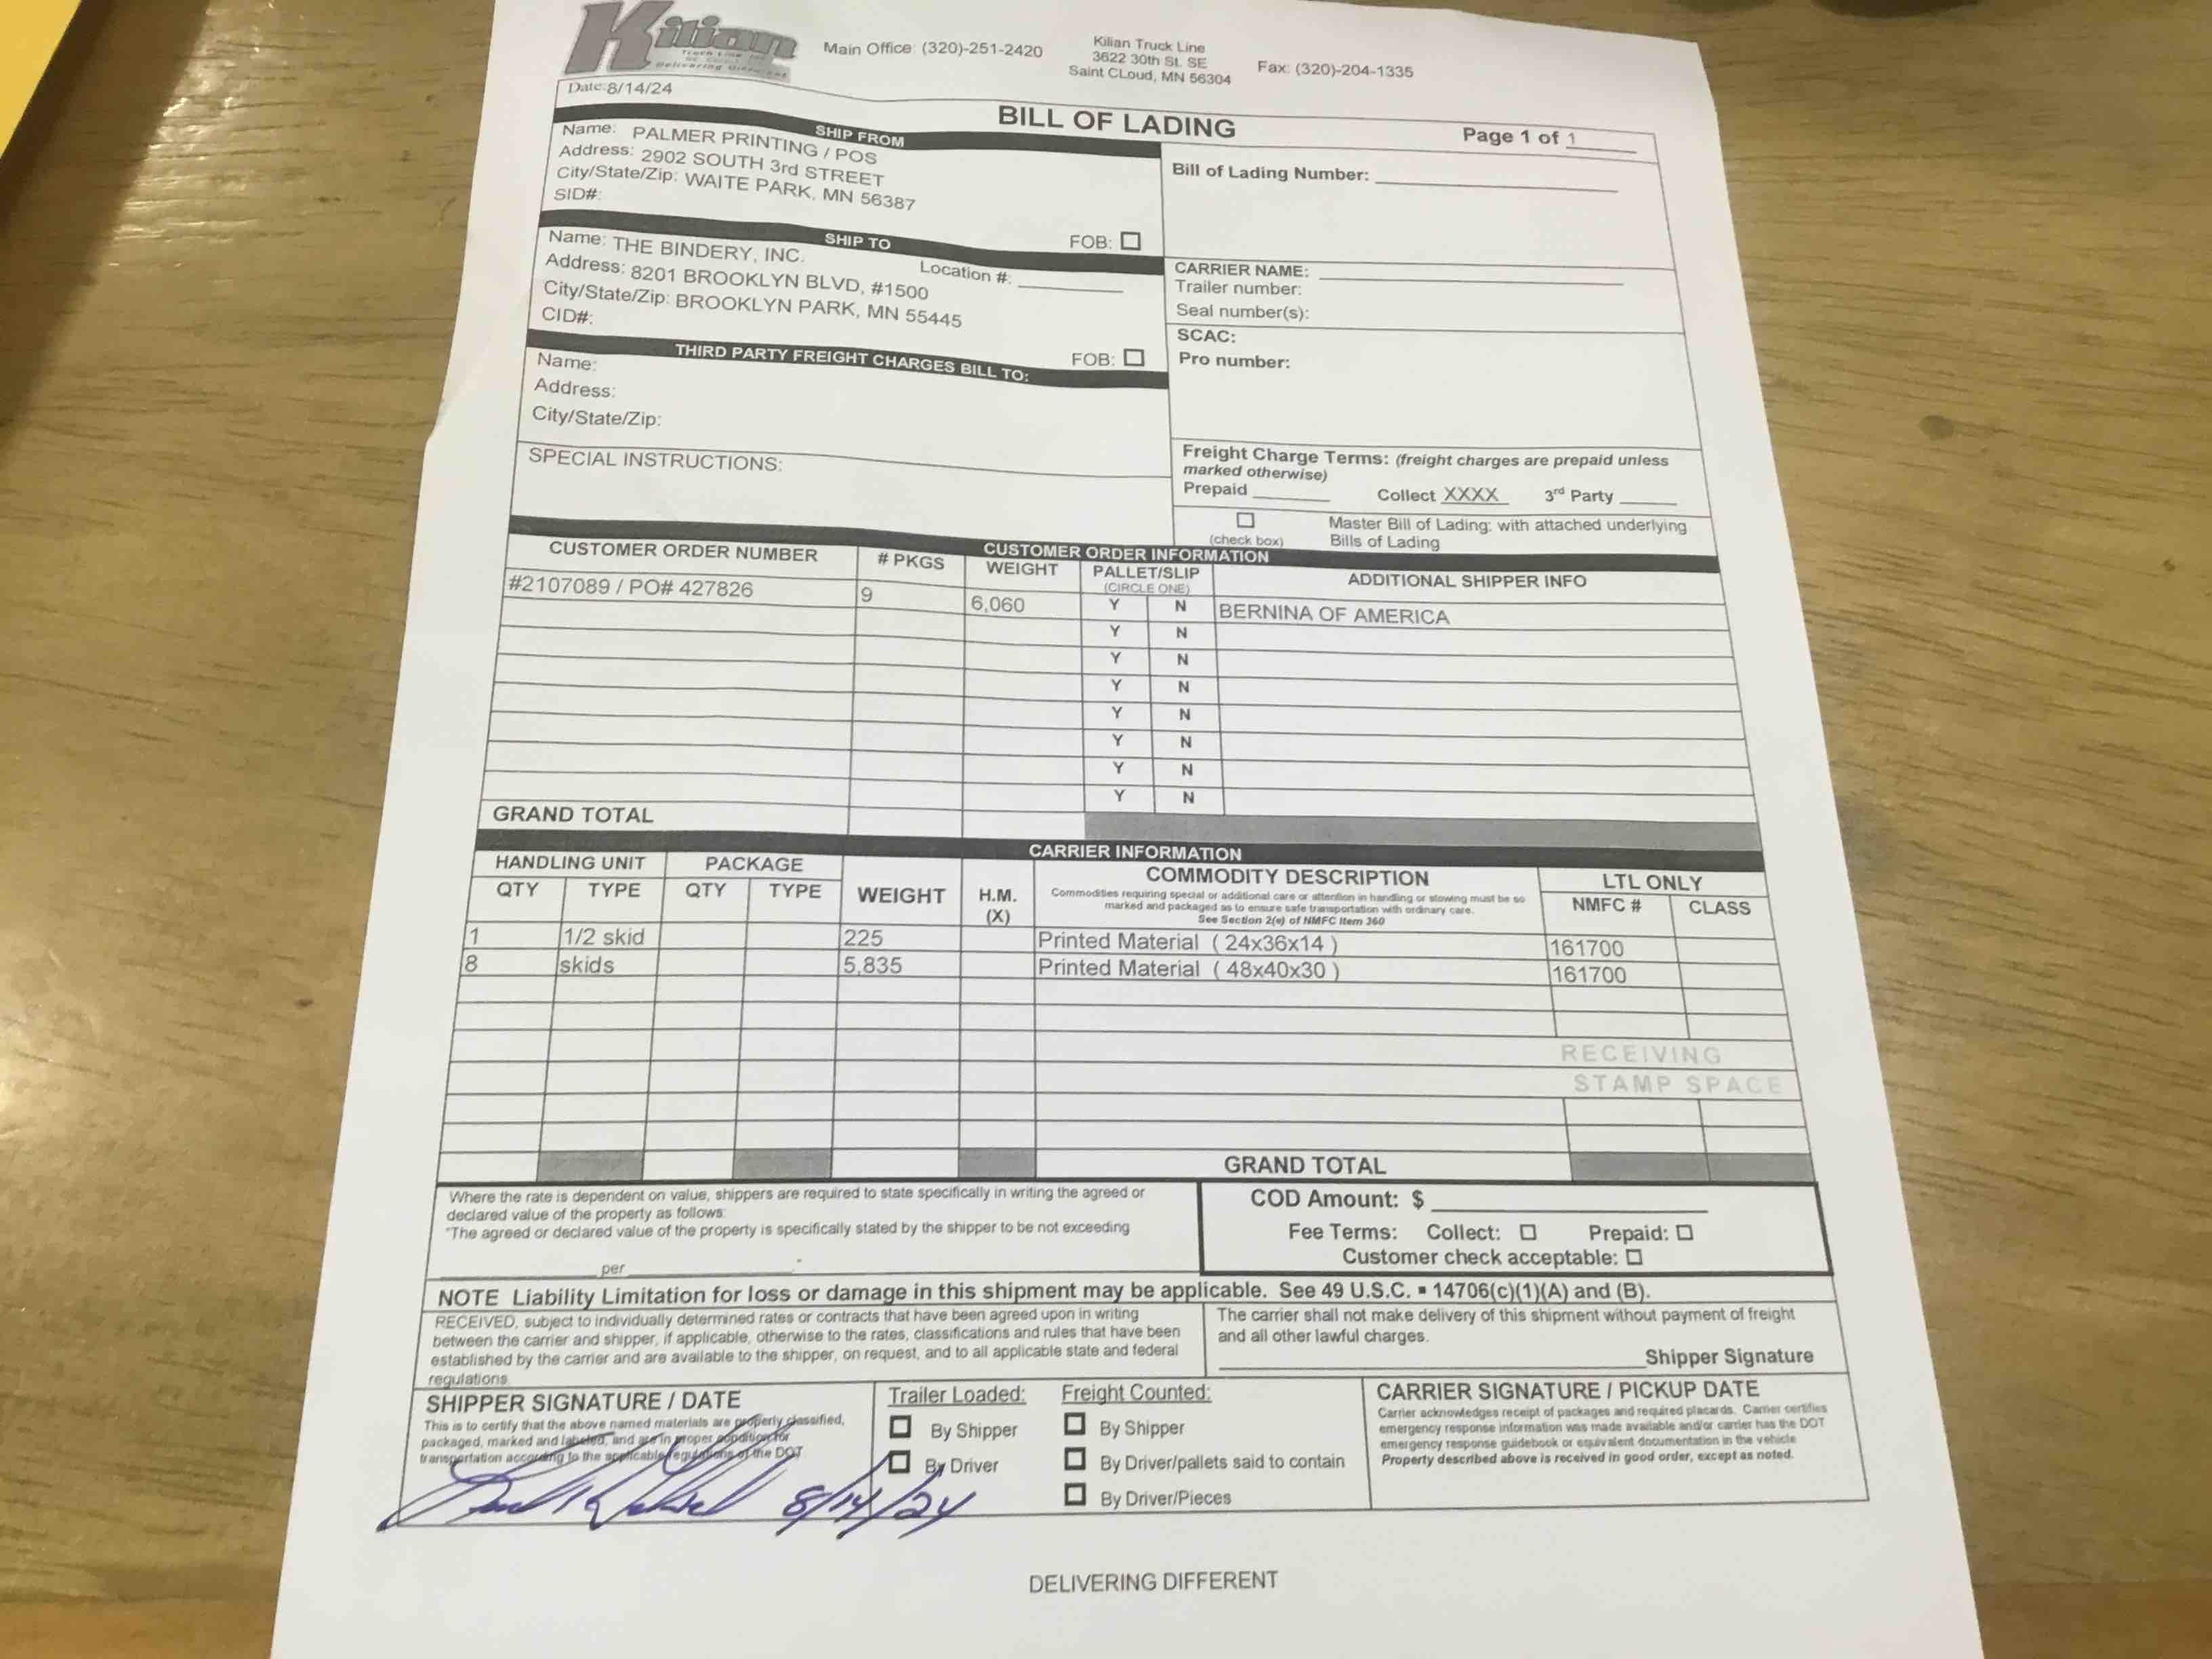 Kilian
Truck Line
Delivering Different
Main Office: (320)-251-2420
Kilian Truck Line
3622 30th St. SE
Saint CLoud, MN 56304
Fax: (320)-204-1335
Date:8/14/24
BILL OF LADING
Page 1 of 1
SHIP FROM
Name: PALMER PRINTING / POS
Address: 2902 SOUTH 3rd STREET
City/State/Zip: WAITE PARK, MN 56387
SID#:
FOB:
Bill of Lading Number:
SHIP TO
Name: THE BINDERY, INC.
Location #:
Address: 8201 BROOKLYN BLVD, #1500
City/State/Zip: BROOKLYN PARK, MN 55445
CID#:
FOB:
CARRIER NAME:
Trailer number:
Seal number(s):
THIRD PARTY FREIGHT CHARGES BILL TO:
Name:
Address:
City/State/Zip:
SCAC:
Pro number:
SPECIAL INSTRUCTIONS:
Freight Charge Terms: (freight charges are prepaid unless
marked otherwise)
Prepaid Collect XXXX 3rd Party
(check box)
Master Bill of Lading: with attached underlying
Bills of Lading
CUSTOMER ORDER INFORMATION
CUSTOMER ORDER NUMBER # PKGS WEIGHT PALLET/SLIP (CIRCLE ONE) ADDITIONAL SHIPPER INFO
#2107089 / PO# 427826 9 6,060 Y N BERNINA OF AMERICA
Y N
Y N
Y N
Y N
Y N
Y N
Y N
GRAND TOTAL
CARRIER INFORMATION
HANDLING UNIT PACKAGE
QTY TYPE QTY TYPE WEIGHT H.M. (X)
COMMODITY DESCRIPTION
Commodities requiring special or additional care or attention in handling or stowing must be so
marked and packaged as to ensure safe transportation with ordinary care.
See Section 2(e) of NMFC Item 360
LTL ONLY
NMFC # CLASS
1 1/2 skid 225 Printed Material ( 24x36x14 ) 161700
8 skids 5,835 Printed Material ( 48x40x30 ) 161700
RECEIVING
STAMP SPACE
GRAND TOTAL
Where the rate is dependent on value, shippers are required to state specifically in writing the agreed or
declared value of the property as follows:
"The agreed or declared value of the property is specifically stated by the shipper to be not exceeding
per ."
COD Amount: $
Fee Terms: Collect: Prepaid:
Customer check acceptable:
NOTE Liability Limitation for loss or damage in this shipment may be applicable. See 49 U.S.C. ▪ 14706(c)(1)(A) and (B).
RECEIVED, subject to individually determined rates or contracts that have been agreed upon in writing
between the carrier and shipper, if applicable, otherwise to the rates, classifications and rules that have been
established by the carrier and are available to the shipper, on request, and to all applicable state and federal
regulations.
The carrier shall not make delivery of this shipment without payment of freight
and all other lawful charges.
Shipper Signature
SHIPPER SIGNATURE / DATE
This is to certify that the above named materials are properly classified,
packaged, marked and labeled, and are in proper condition for
transportation according to the applicable regulations of the DOT
8/14/24
Trailer Loaded:
By Shipper
By Driver
Freight Counted:
By Shipper
By Driver/pallets said to contain
By Driver/Pieces
CARRIER SIGNATURE / PICKUP DATE
Carrier acknowledges receipt of packages and required placards. Carrier certifies
emergency response information was made available and/or carrier has the DOT
emergency response guidebook or equivalent documentation in the vehicle
Property described above is received in good order, except as noted.
DELIVERING DIFFERENT